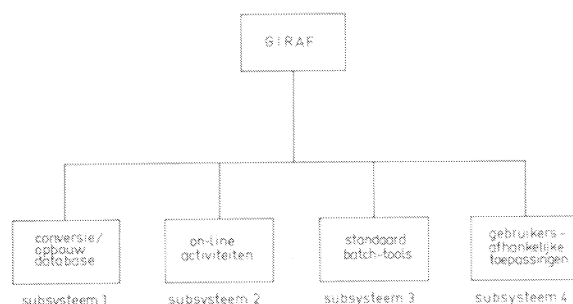 GIRAF
conversie/
opbouw
database
on-line
activiteiten
standaard
batch-tools
gebruikers-
afhankelijke
toepassingen
subsysteem 1
subsysteem 2
subsysteem 3
subsysteem 4